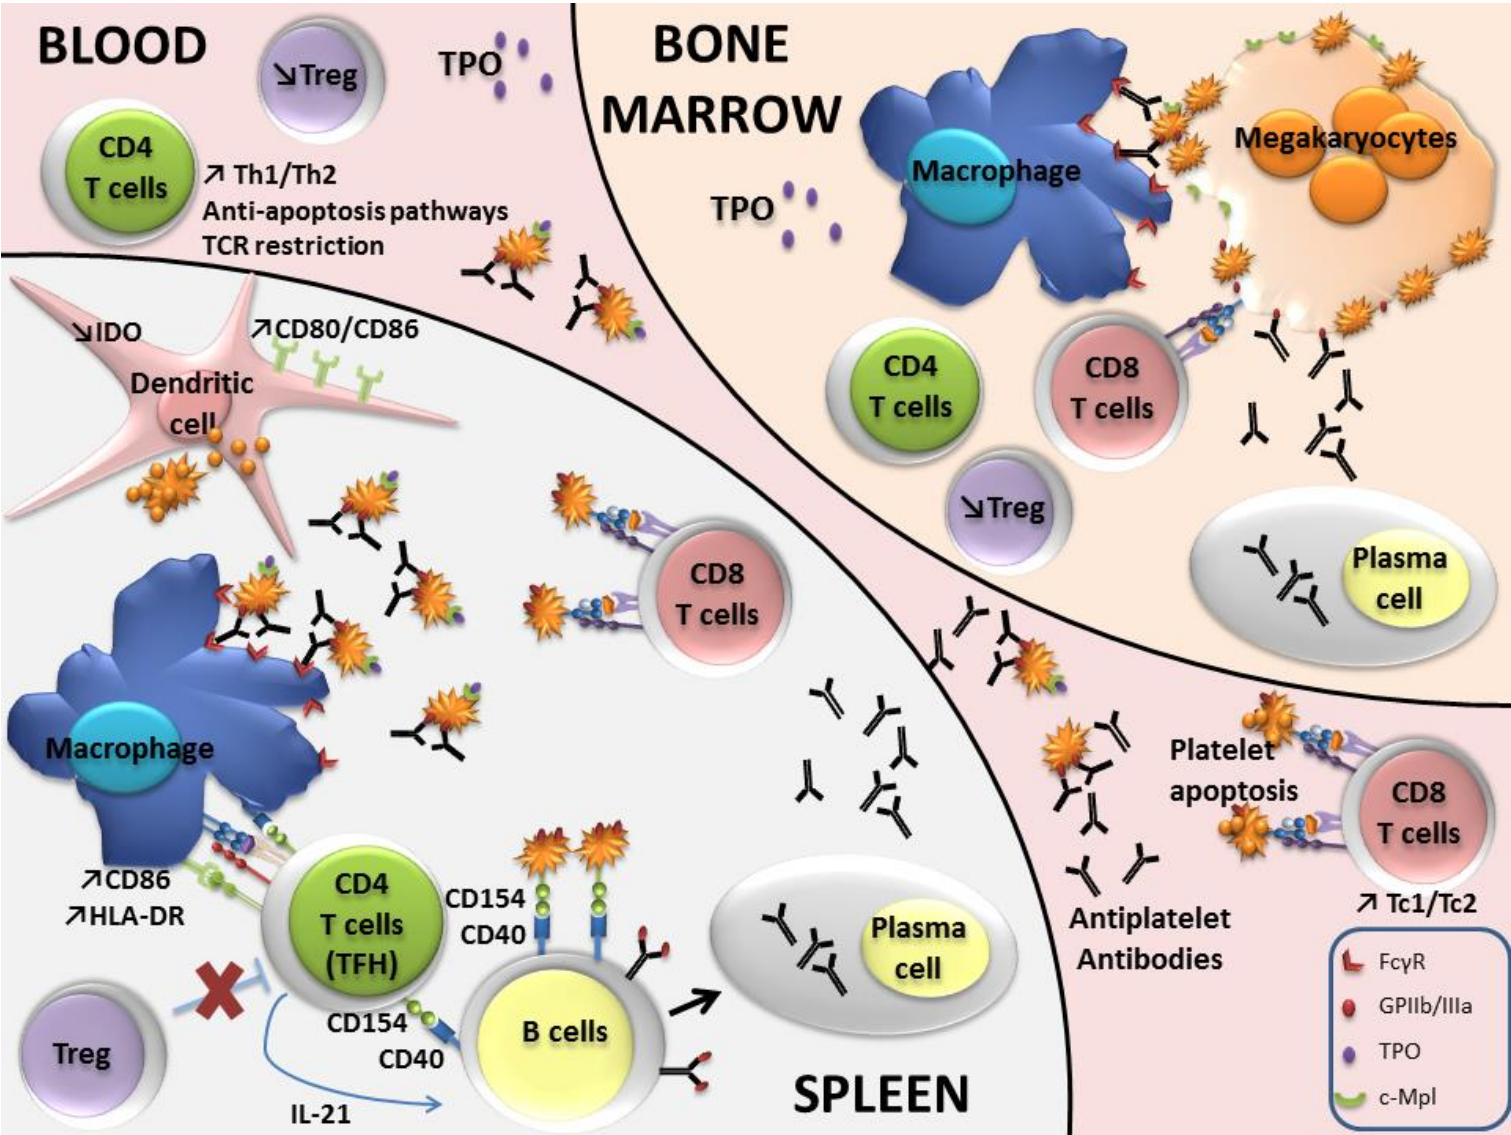 BLOOD
↘Treg
TPO
CD4
T cells
↗ Th1/Th2
Anti-apoptosis pathways
TCR restriction
BONE
MARROW
Macrophage
Megakaryocytes
TPO
CD4
T cells
CD8
T cells
↘Treg
Plasma
cell
↘IDO
↗CD80/CD86
Dendritic
cell
CD8
T cells
Macrophage
↗CD86
↗HLA-DR
CD4
T cells
(TFH)
CD154
CD40
Treg
CD154
CD40
IL-21
B cells
Plasma
cell
SPLEEN
Platelet
apoptosis
CD8
T cells
↗ Tc1/Tc2
Antiplatelet
Antibodies
FcγR
GPIIb/IIIa
TPO
c-Mpl